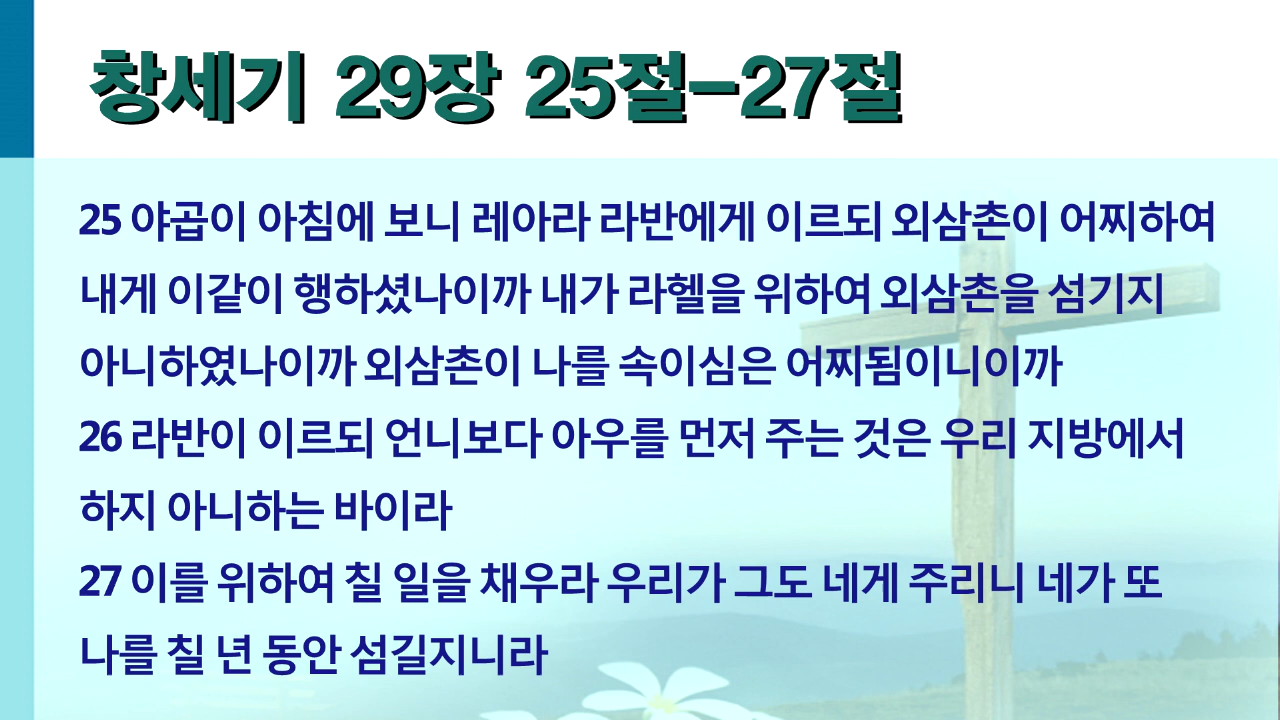 창세기 29장 25절-27절
25 야곱이 아침에 보니 레아라 라반에게 이르되 외삼촌이 어찌하여
내게 이같이 행하셨나이까 내가 라헬을 위하여 외삼촌을 섬기지
아니하였나이까 외삼촌이 나를 속이심은 어찌됨이니이까
26 라반이 이르되 언니보다 아우를 먼저 주는 것은 우리 지방에서
하지 아니하는 바이라
27 이를 위하여 칠 일을 채우라 우리가 그도 네게 주리니 네가 또
나를 칠 년 동안 섬길지니라